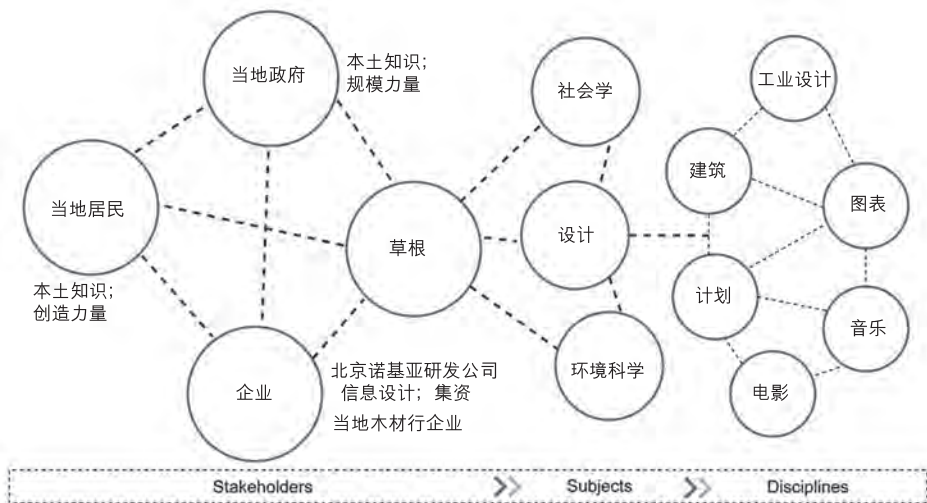 当地政府
本土知识；
规模力量
当地居民
本土知识；
创造力量
草根
企业
北京诺基亚研发公司
信息设计；集资
当地木材行企业
社会学
设计
环境科学
工业设计
建筑
图表
计划
音乐
电影
Stakeholders
Subjects
Disciplines